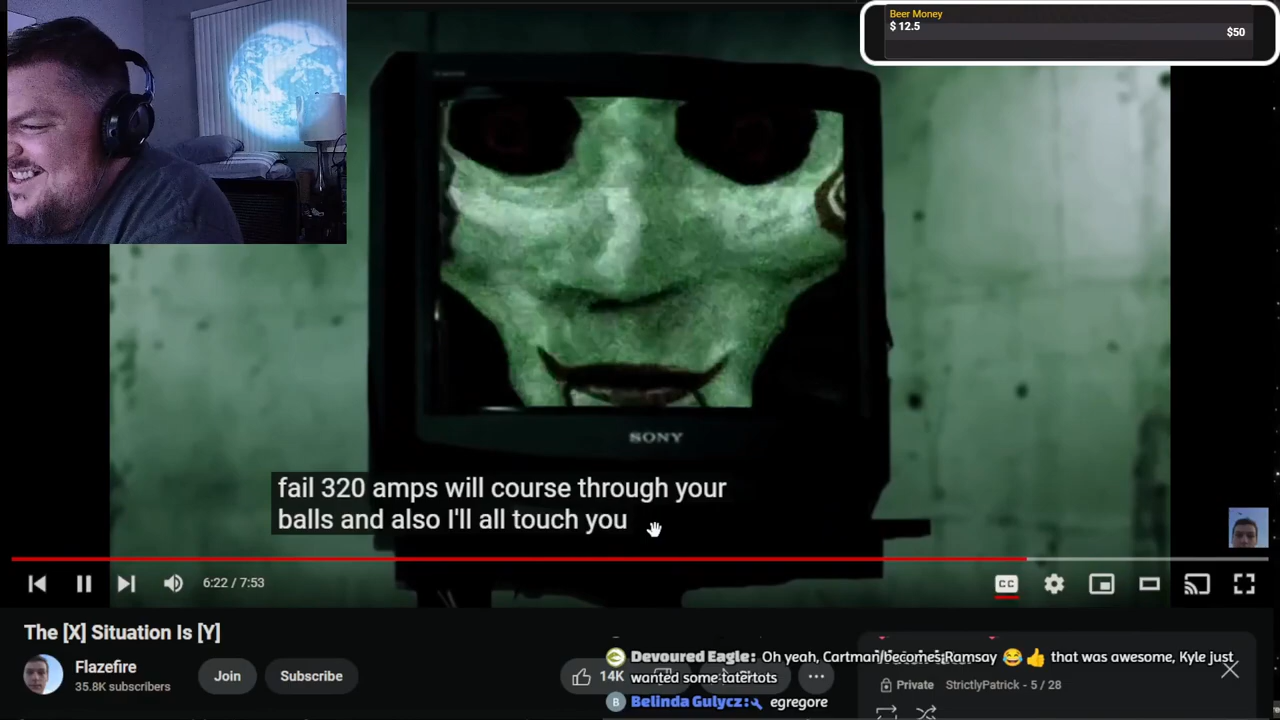 Beer Money
$ 12.5
$50
SONY
fail 320 amps will course through your
balls and also I'll all touch you
6:22 / 7:53
CC
The [X] Situation Is [Y]
Flazefire
35.8K subscribers
Join
Subscribe
14K
Devoured Eagle: Oh yeah, Cartman becomes Ramsay 😂👍 that was awesome, Kyle just
wanted some tatertots
Private StrictlyPatrick - 5 / 28
B Belinda Gulycz: egregore